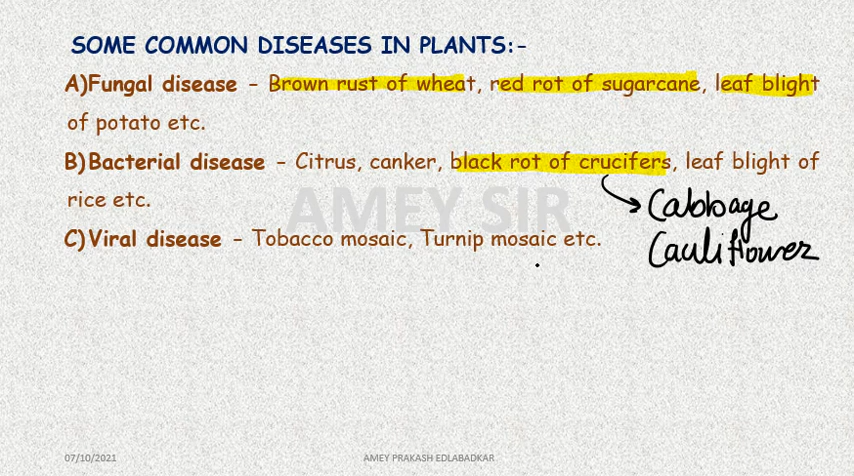 SOME COMMON DISEASES IN PLANTS:-
A)Fungal disease – Brown rust of wheat, red rot of sugarcane, leaf blight
of potato etc.
B)Bacterial disease – Citrus, canker, black rot of crucifers, leaf blight of
rice etc.
Cabbage
C)Viral disease – Tobacco mosaic, Turnip mosaic etc.
Cauliflower
AMEY SIR
07/10/2021 AMEY PRAKASH EDLABADKAR